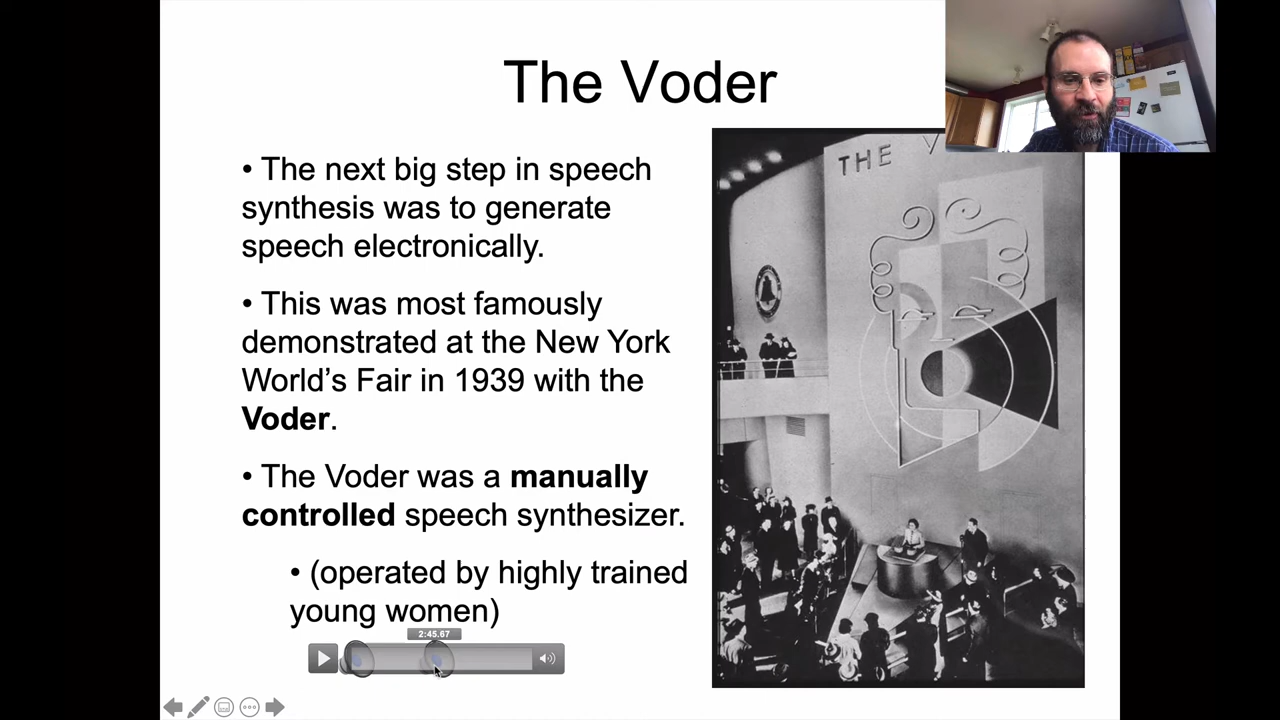 The Voder
• The next big step in speech
synthesis was to generate
speech electronically.
• This was most famously
demonstrated at the New York
World’s Fair in 1939 with the
Voder.
• The Voder was a manually
controlled speech synthesizer.
• (operated by highly trained
young women)
2:45.67
THE V